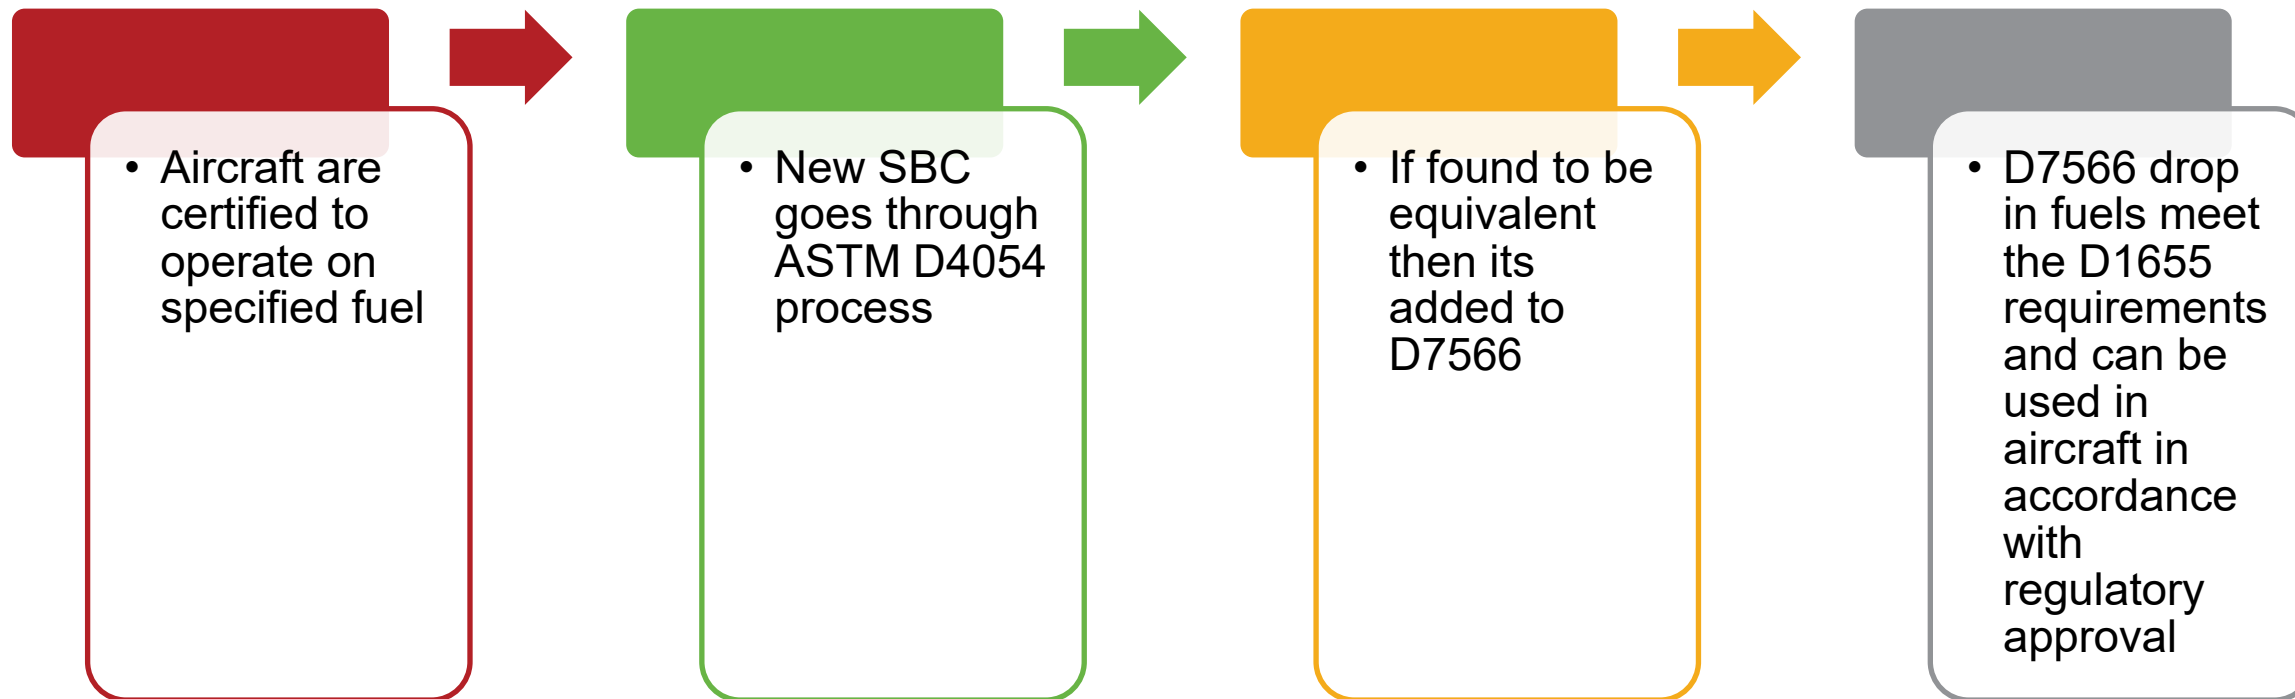 • Aircraft are
certified to
operate on
specified fuel
• New SBC
goes through
ASTM D4054
process
• If found to be
equivalent
then its
added to
D7566
• D7566 drop
in fuels meet
the D1655
requirements
and can be
used in
aircraft in
accordance
with
regulatory
approval